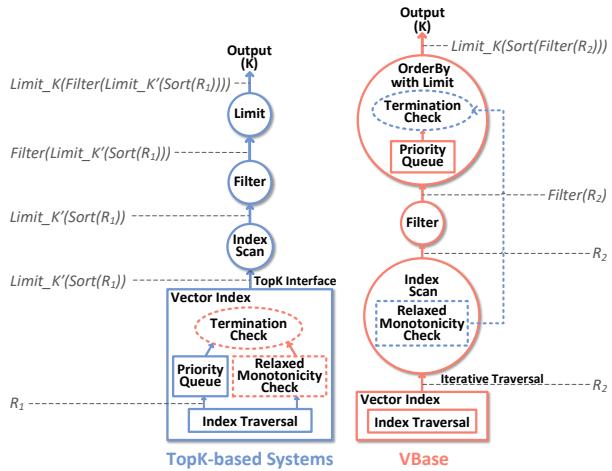 Output
(K)
Limit_K(Filter(Limit_K'(Sort(R1))))
Limit
Filter(Limit_K'(Sort(R1)))
Filter
Limit_K'(Sort(R1))
Index
Scan
Limit_K'(Sort(R1))
TopK Interface
Vector Index
Termination
Check
Priority
Queue
Relaxed
Monotonicity
Check
R1
Index Traversal
TopK-based Systems
Output
(K)
Limit_K(Sort(Filter(R2)))
OrderBy
with Limit
Termination
Check
Priority
Queue
Filter(R2)
Filter
R2
Index
Scan
Relaxed
Monotonicity
Check
Iterative Traversal
R2
Vector Index
Index Traversal
VBase